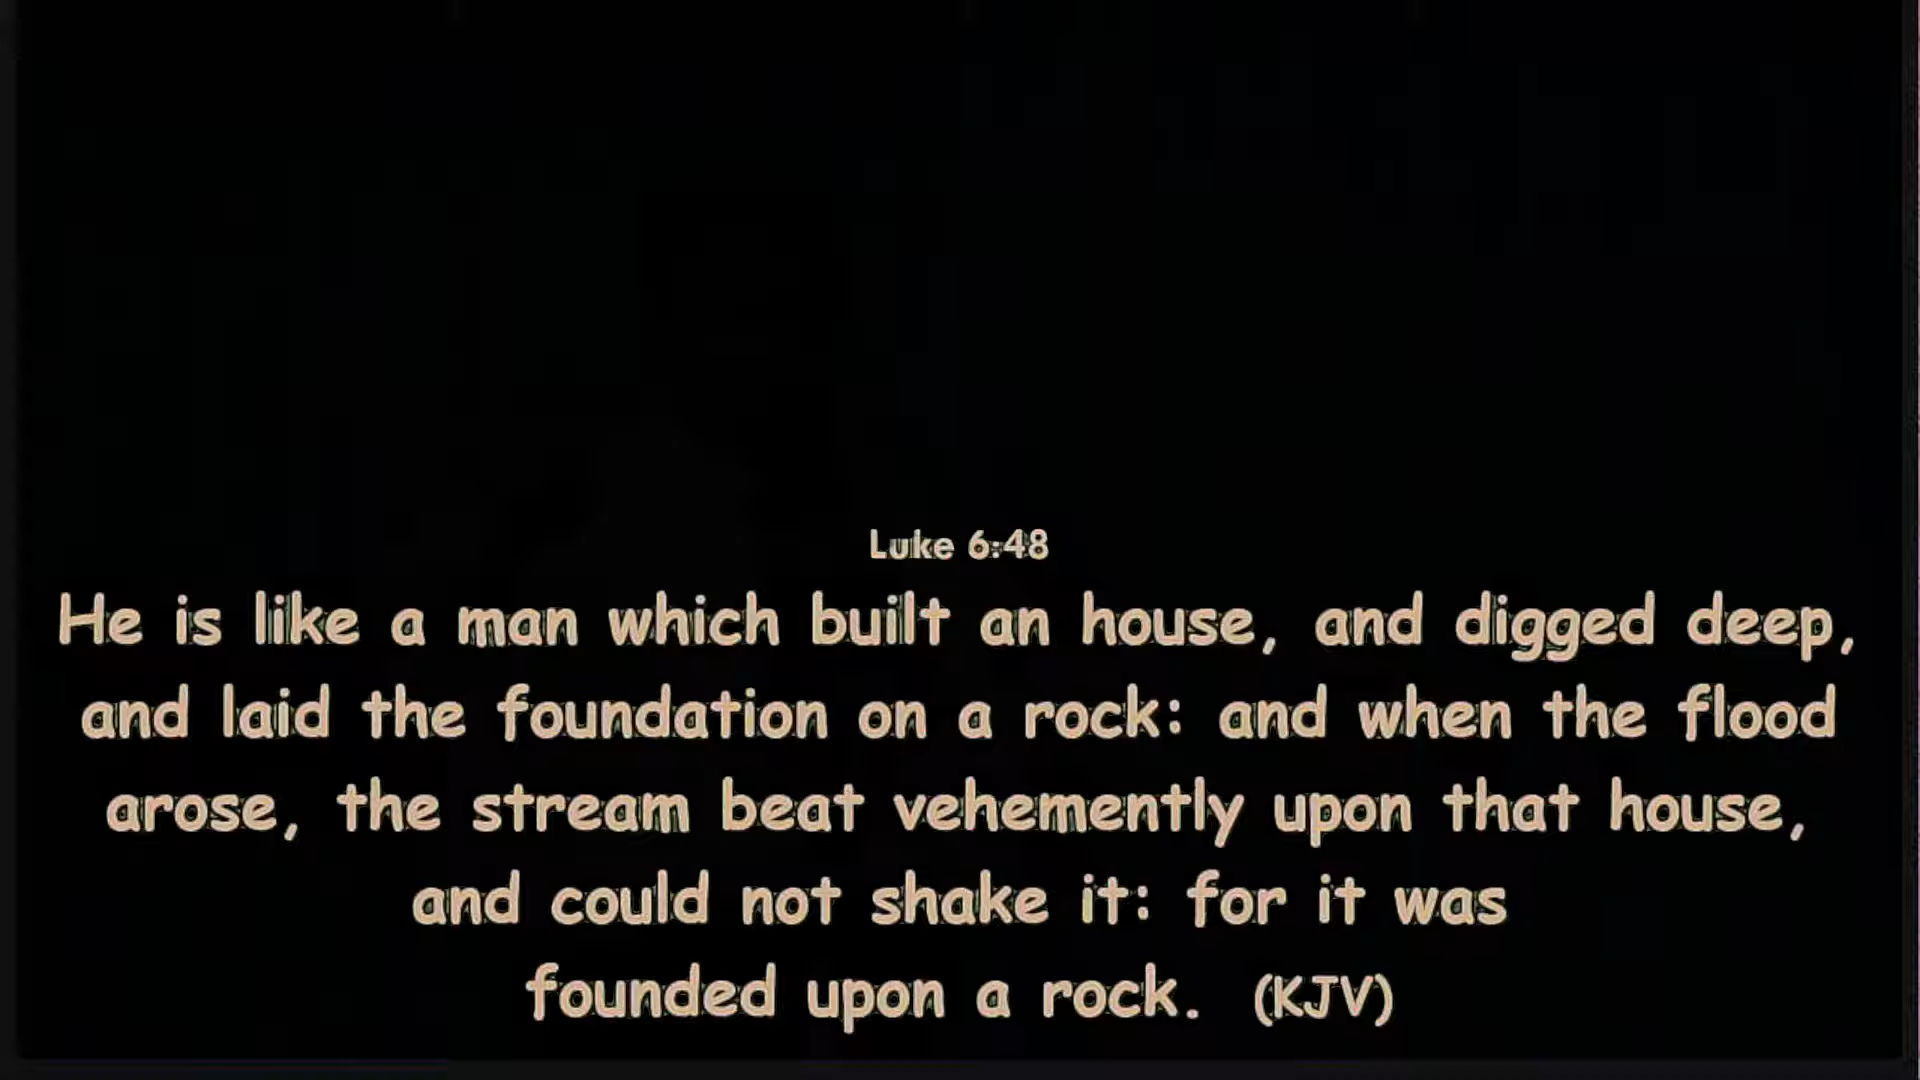 Luke 6:48
He is like a man which built an house, and digged deep,
and laid the foundation on a rock: and when the flood
arose, the stream beat vehemently upon that house,
and could not shake it: for it was
founded upon a rock. (KJV)